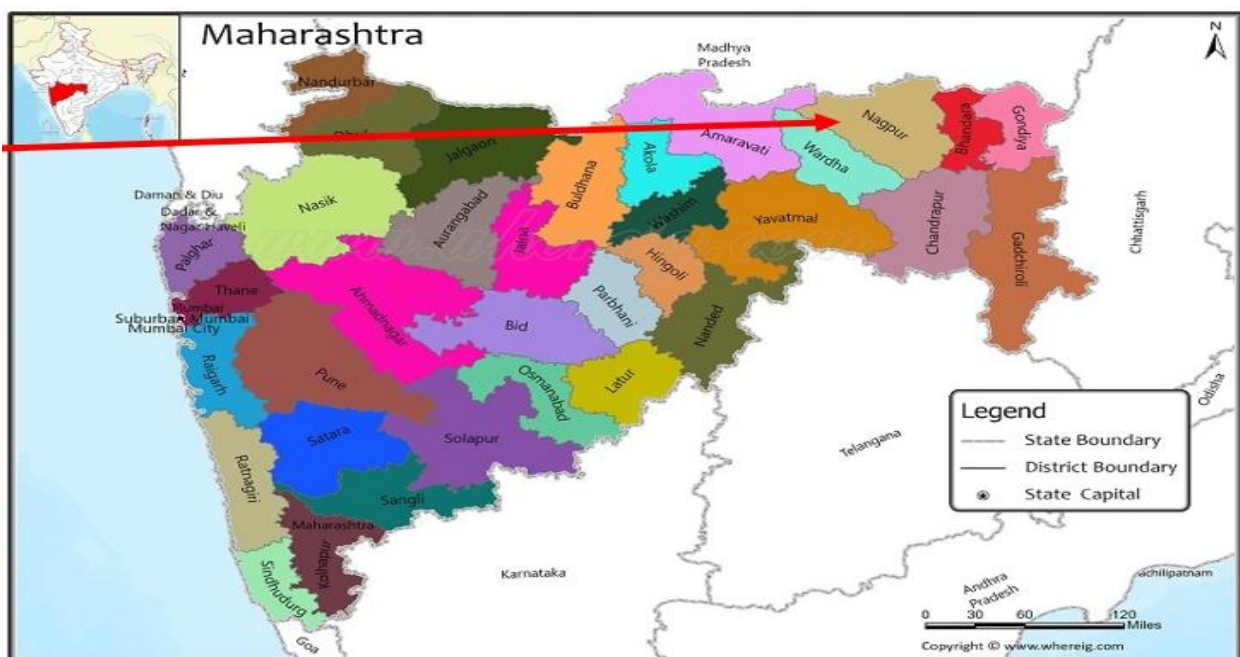 Maharashtra
N
Madhya
Pradesh
Nandurbar
Jalgaon
Nagpur
Bhandara
Gondiya
Amaravati
Akola
Wardha
Buldhana
Daman & Diu
Dadar &
Nagar Haveli
Nasik
Aurangabad
Jalna
Washim
Yavatmal
Chandrapur
Gadchiroli
Chhattisgarh
Palghar
Thane
Hingoli
Parbhani
Nanded
Mumbai
Suburban Mumbai
Mumbai City
Ahmadnagar
Bid
Raigarh
Pune
Osmanabad
Latur
Satara
Solapur
Ratnagiri
Sangli
Maharashtra
Kolhapur
Sindhudurg
Goa
Karnataka
Telangana
Odisha
Legend
State Boundary
District Boundary
State Capital
Andhra
Pradesh
achilipatnam
0 30 60 120
Miles
Copyright © www.whereig.com